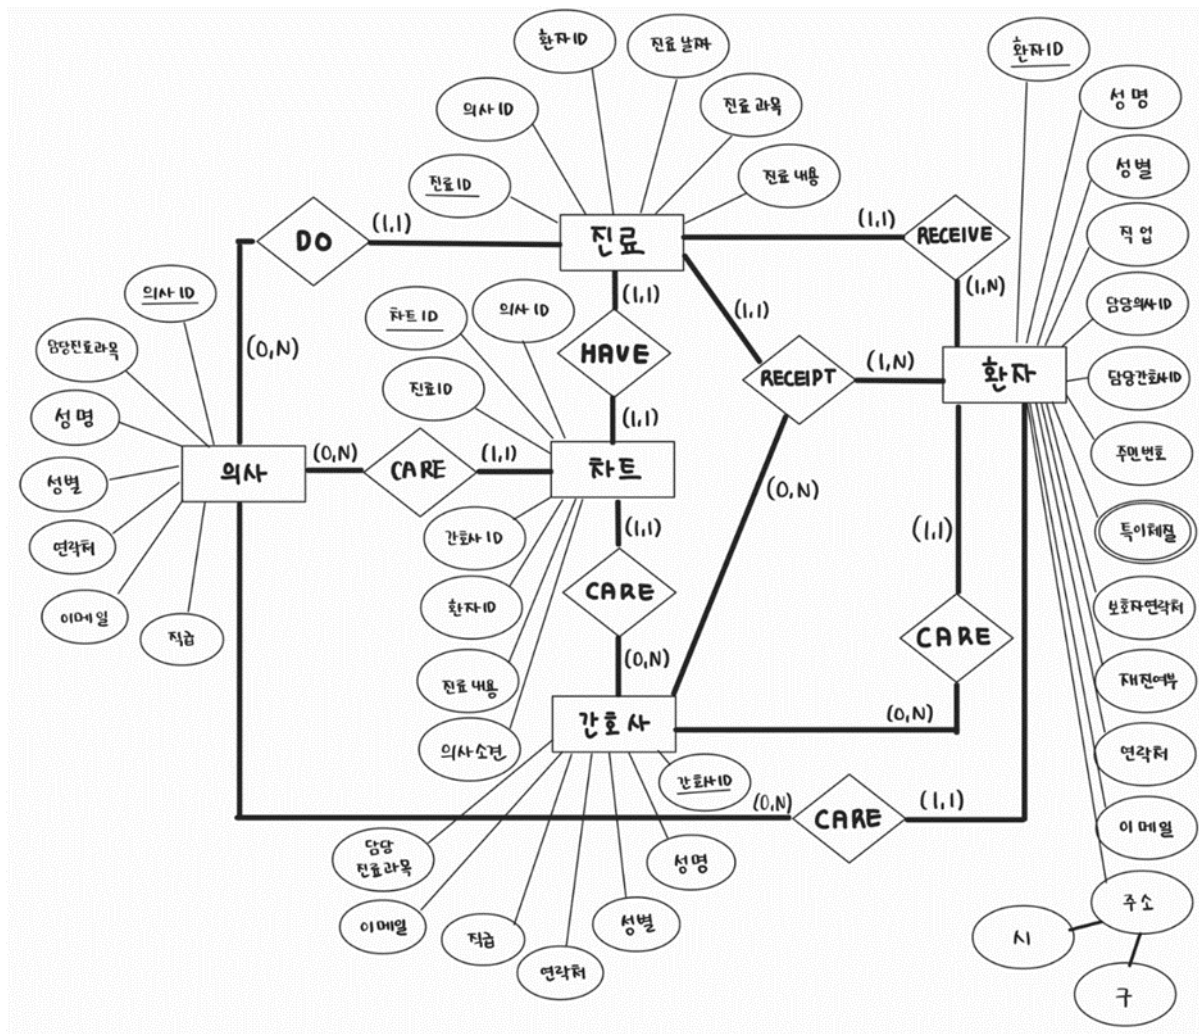 환자ID
진료 날짜
환자ID
성명
의사 ID
진료 과목
성별
진료 ID
진료 내용
직업
DO
(1,1)
진료
(1,1)
RECEIVE
의사 ID
(1,1)
(1,1)
(1,N)
담당의사ID
차트 ID
의사 ID
담당진료과목
(0,N)
HAVE
RECEIPT
(1,N)
환자
담당간호사ID
진료ID
성명
(1,1)
의사
(0,N)
CARE
(1,1)
차트
(0,N)
주민번호
성별
간호사 ID
(1,1)
(1,1)
특이체질
연락처
CARE
환자ID
CARE
보호자연락처
이메일
직급
(0,N)
진료 내용
재진여부
간호사
(0,N)
의사소견
간호사ID
연락처
(0,N)
CARE
(1,1)
이메일
담당
진료과목
성명
이메일
직급
연락처
성별
주소
시
구